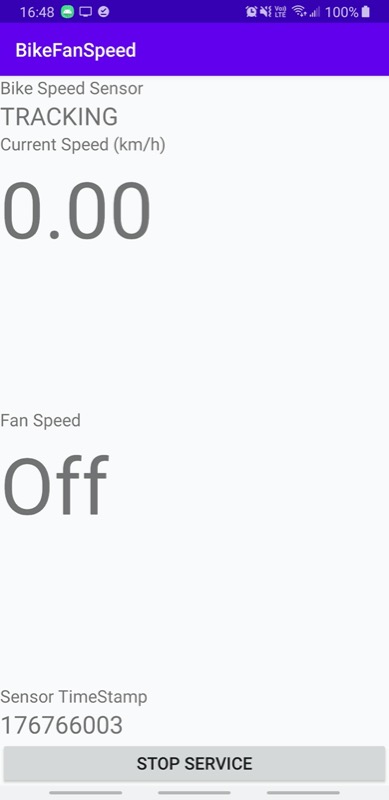 16:48 Vo) LTE 100%
BikeFanSpeed
Bike Speed Sensor
TRACKING
Current Speed (km/h)
0.00
Fan Speed
Off
Sensor TimeStamp
176766003
STOP SERVICE